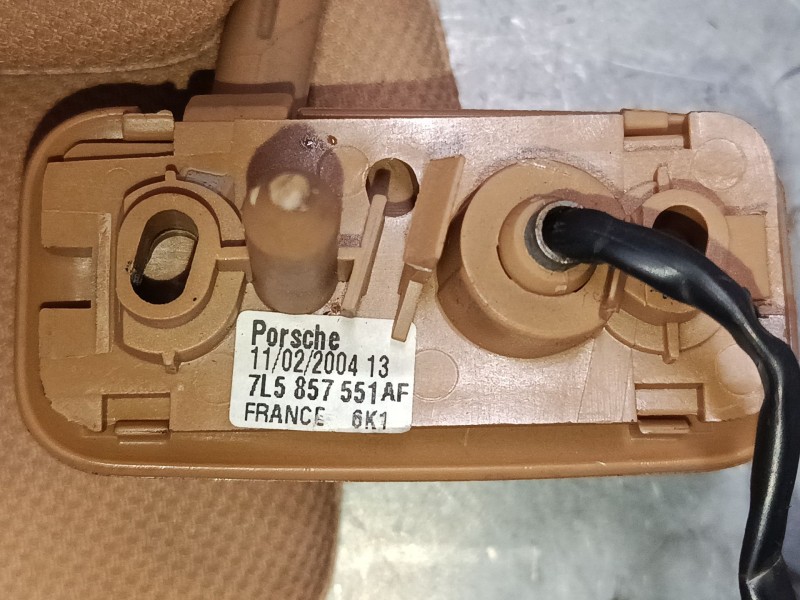 Porsche
11/02/2004 13
7L5 857 551AF
FRANCE 6K1